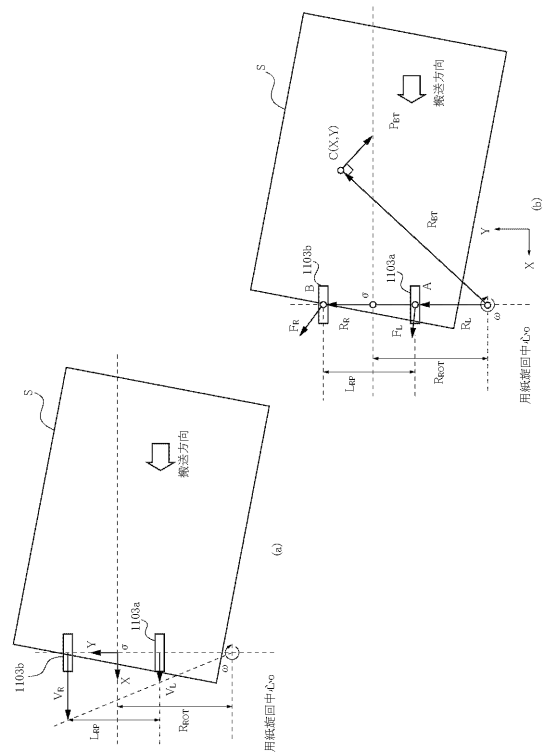 S
1103b
V_R
Y
σ
X
1103a
V_L
ω
L_RP
R_ROT
搬送方向
用紙旋回中心o
(a)
S
C(X,Y)
P_BT
搬送方向
1103b
B
F_R
R_R
σ
1103a
A
F_L
R_L
R_BT
ω
L_RP
R_ROT
Y
X
用紙旋回中心o
(b)